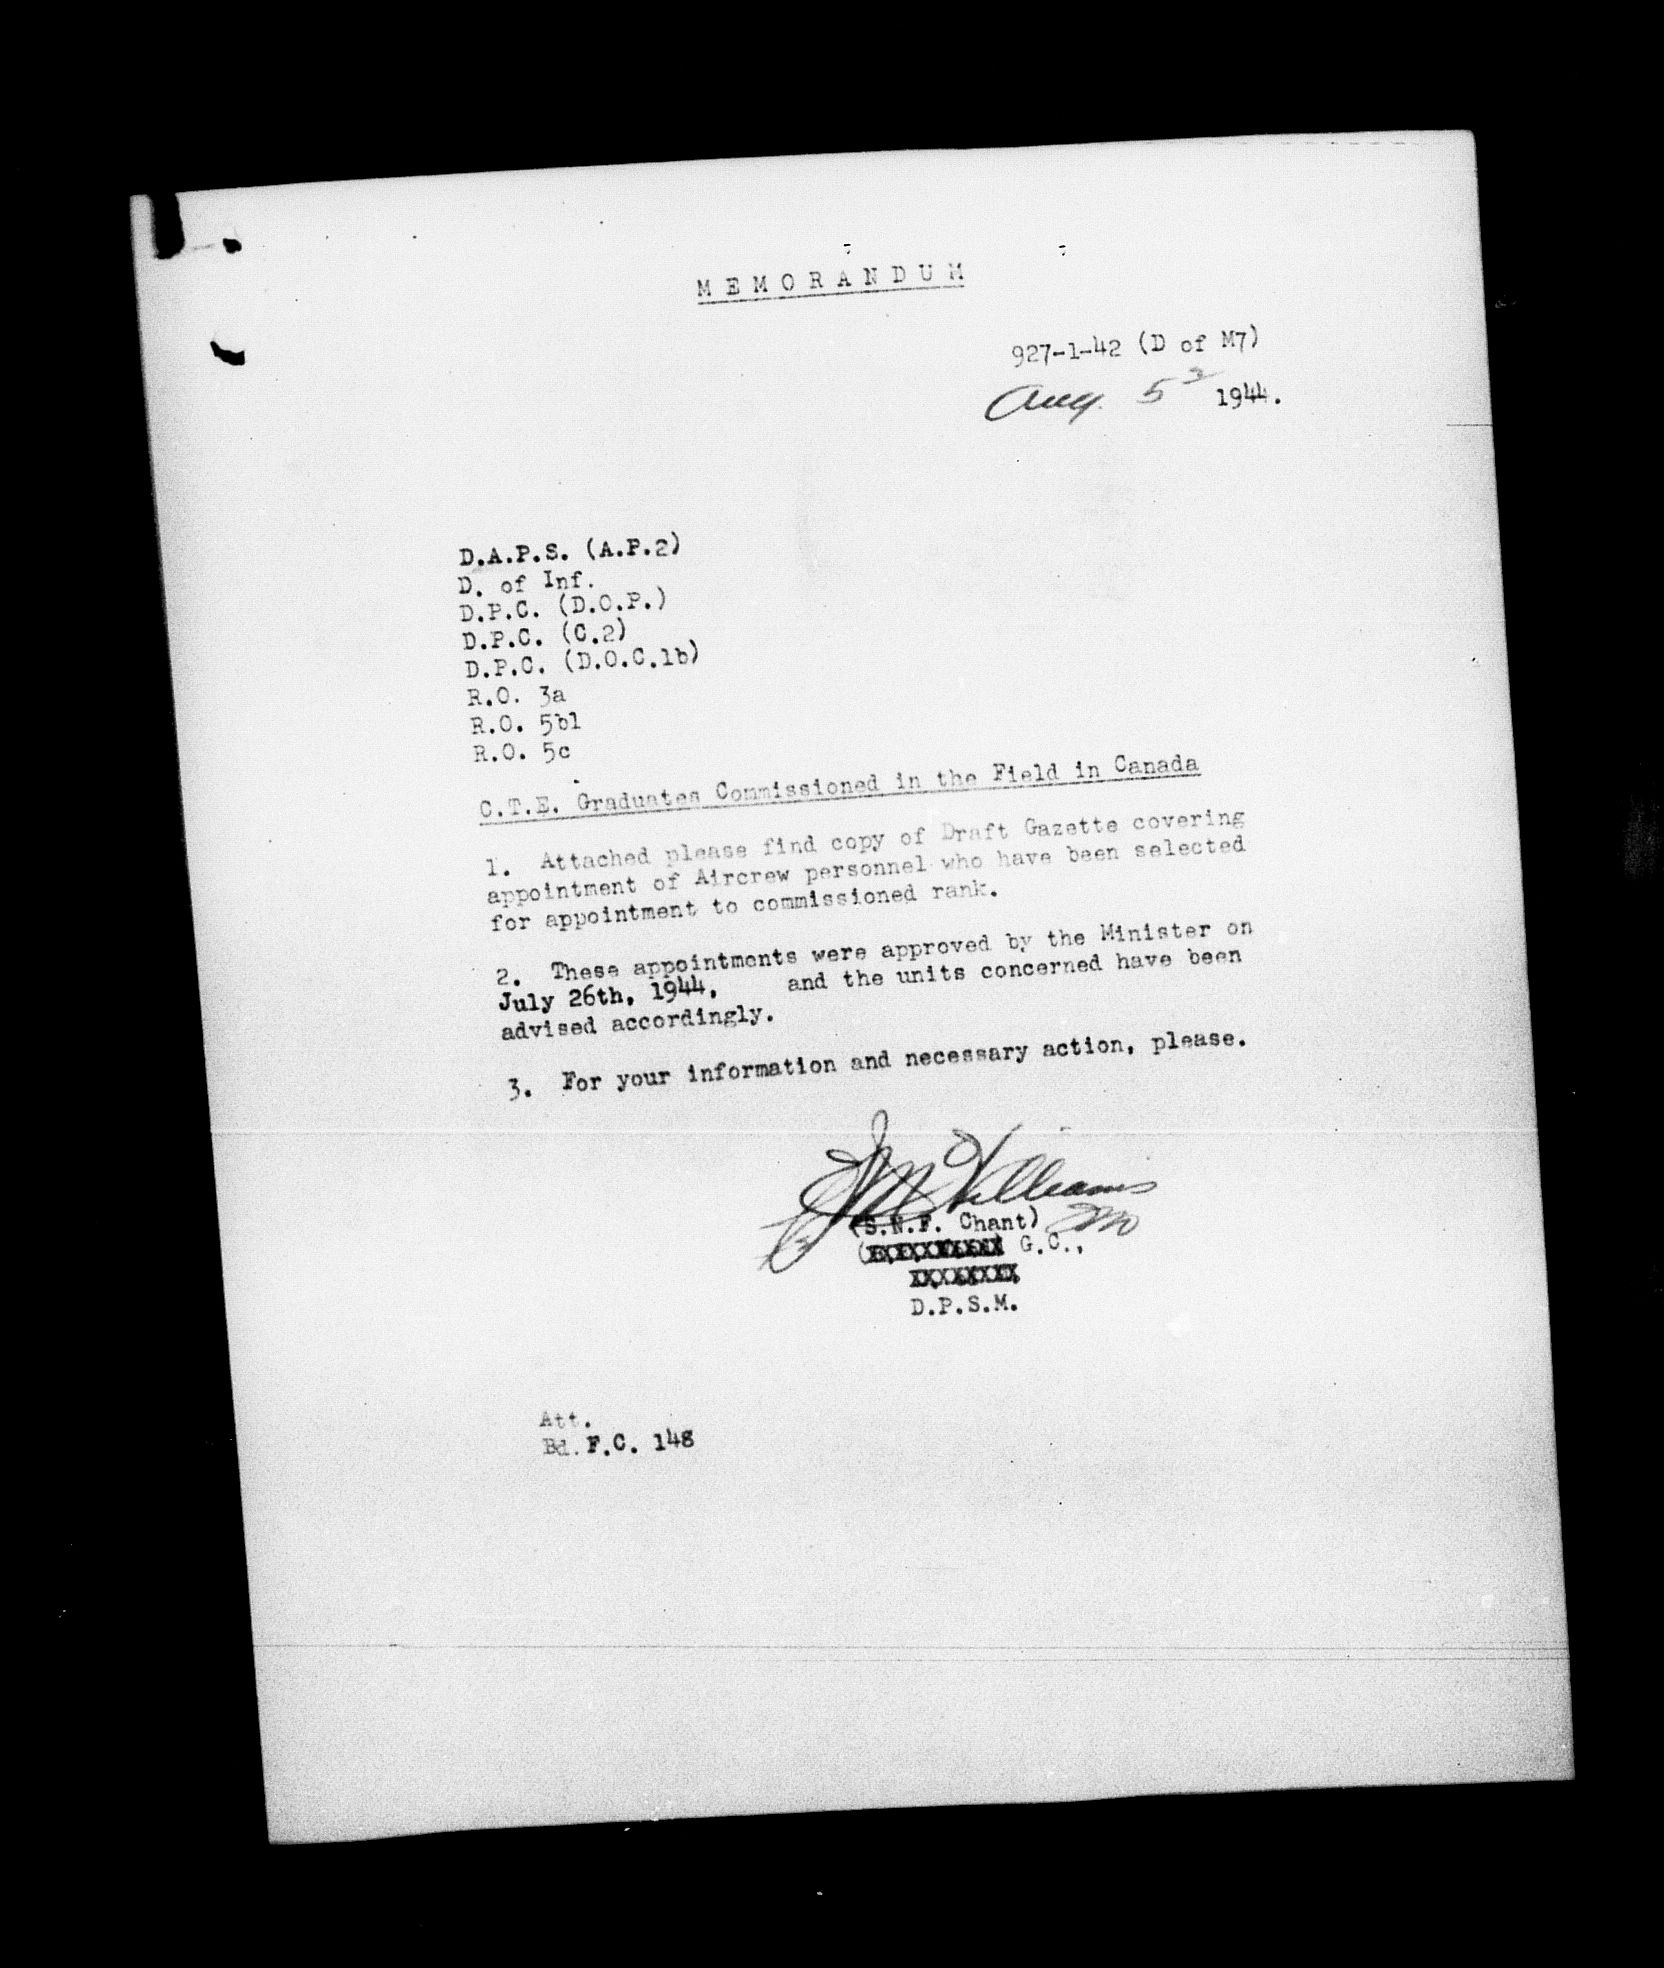 MEMORANDUM
927-1-42 (D of M7)
Aug. 5 1944.
D.A.P.S. (A.P.2)
D. of Inf.
D.P.C. (D.O.P.)
D.P.C. (C.2)
D.P.C. (D.O.C.1b)
R.O. 3a
R.O. 5b1
R.O. 5c
C.T.E. Graduates Commissioned in the Field in Canada
1. Attached please find copy of Draft Gazette covering
appointment of Aircrew personnel who have been selected
for appointment to commissioned rank.
2. These appointments were approved by the Minister on
July 26th, 1944, and the units concerned have been
advised accordingly.
3. For your information and necessary action, please.
Williams
(S.N.F. Chant)
G.C.,
D.P.S.M.
Att.
Bd. F.C. 148